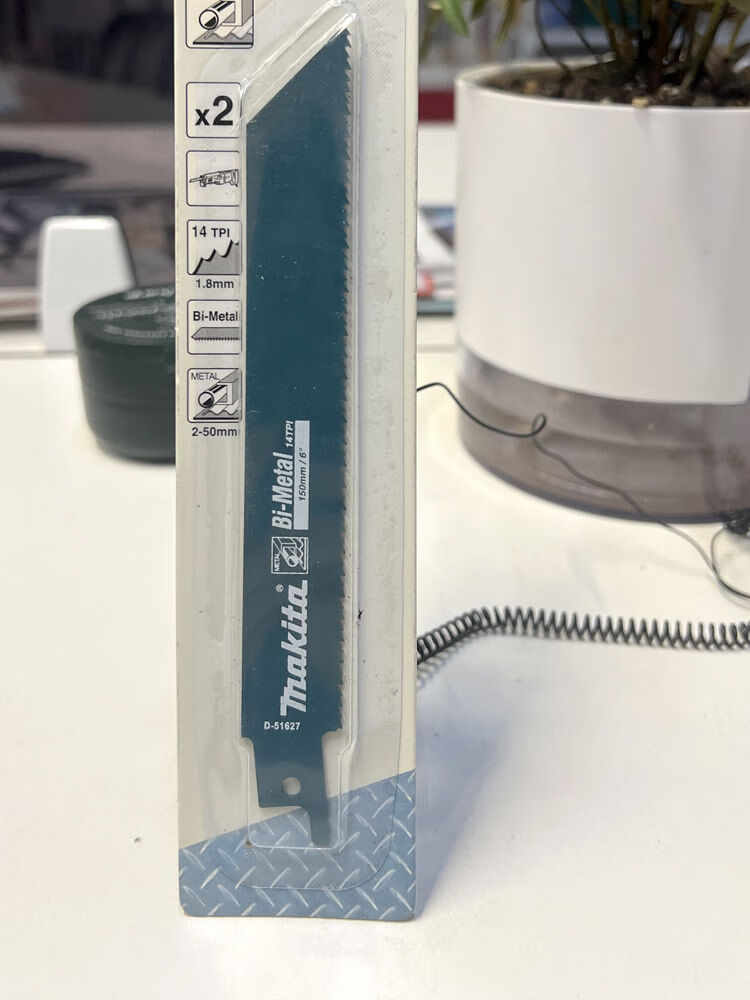 x2
14 TPI
1.8mm
Bi-Metal
METAL
2-50mm
makita®
METAL
Bi-Metal 14TPI
150mm / 6"
D-51627